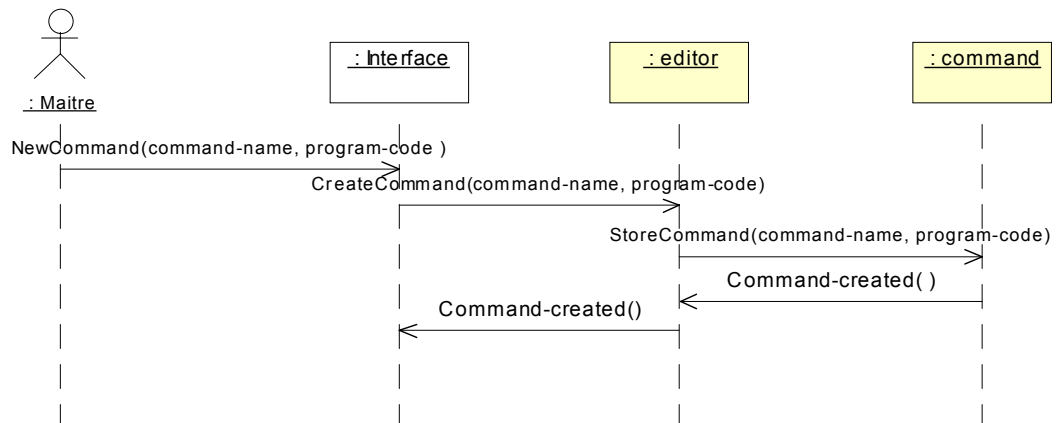 : Interface
: editor
: command
: Maitre
NewCommand(command-name, program-code )
CreateCommand(command-name, program-code)
StoreCommand(command-name, program-code)
Command-created( )
Command-created()